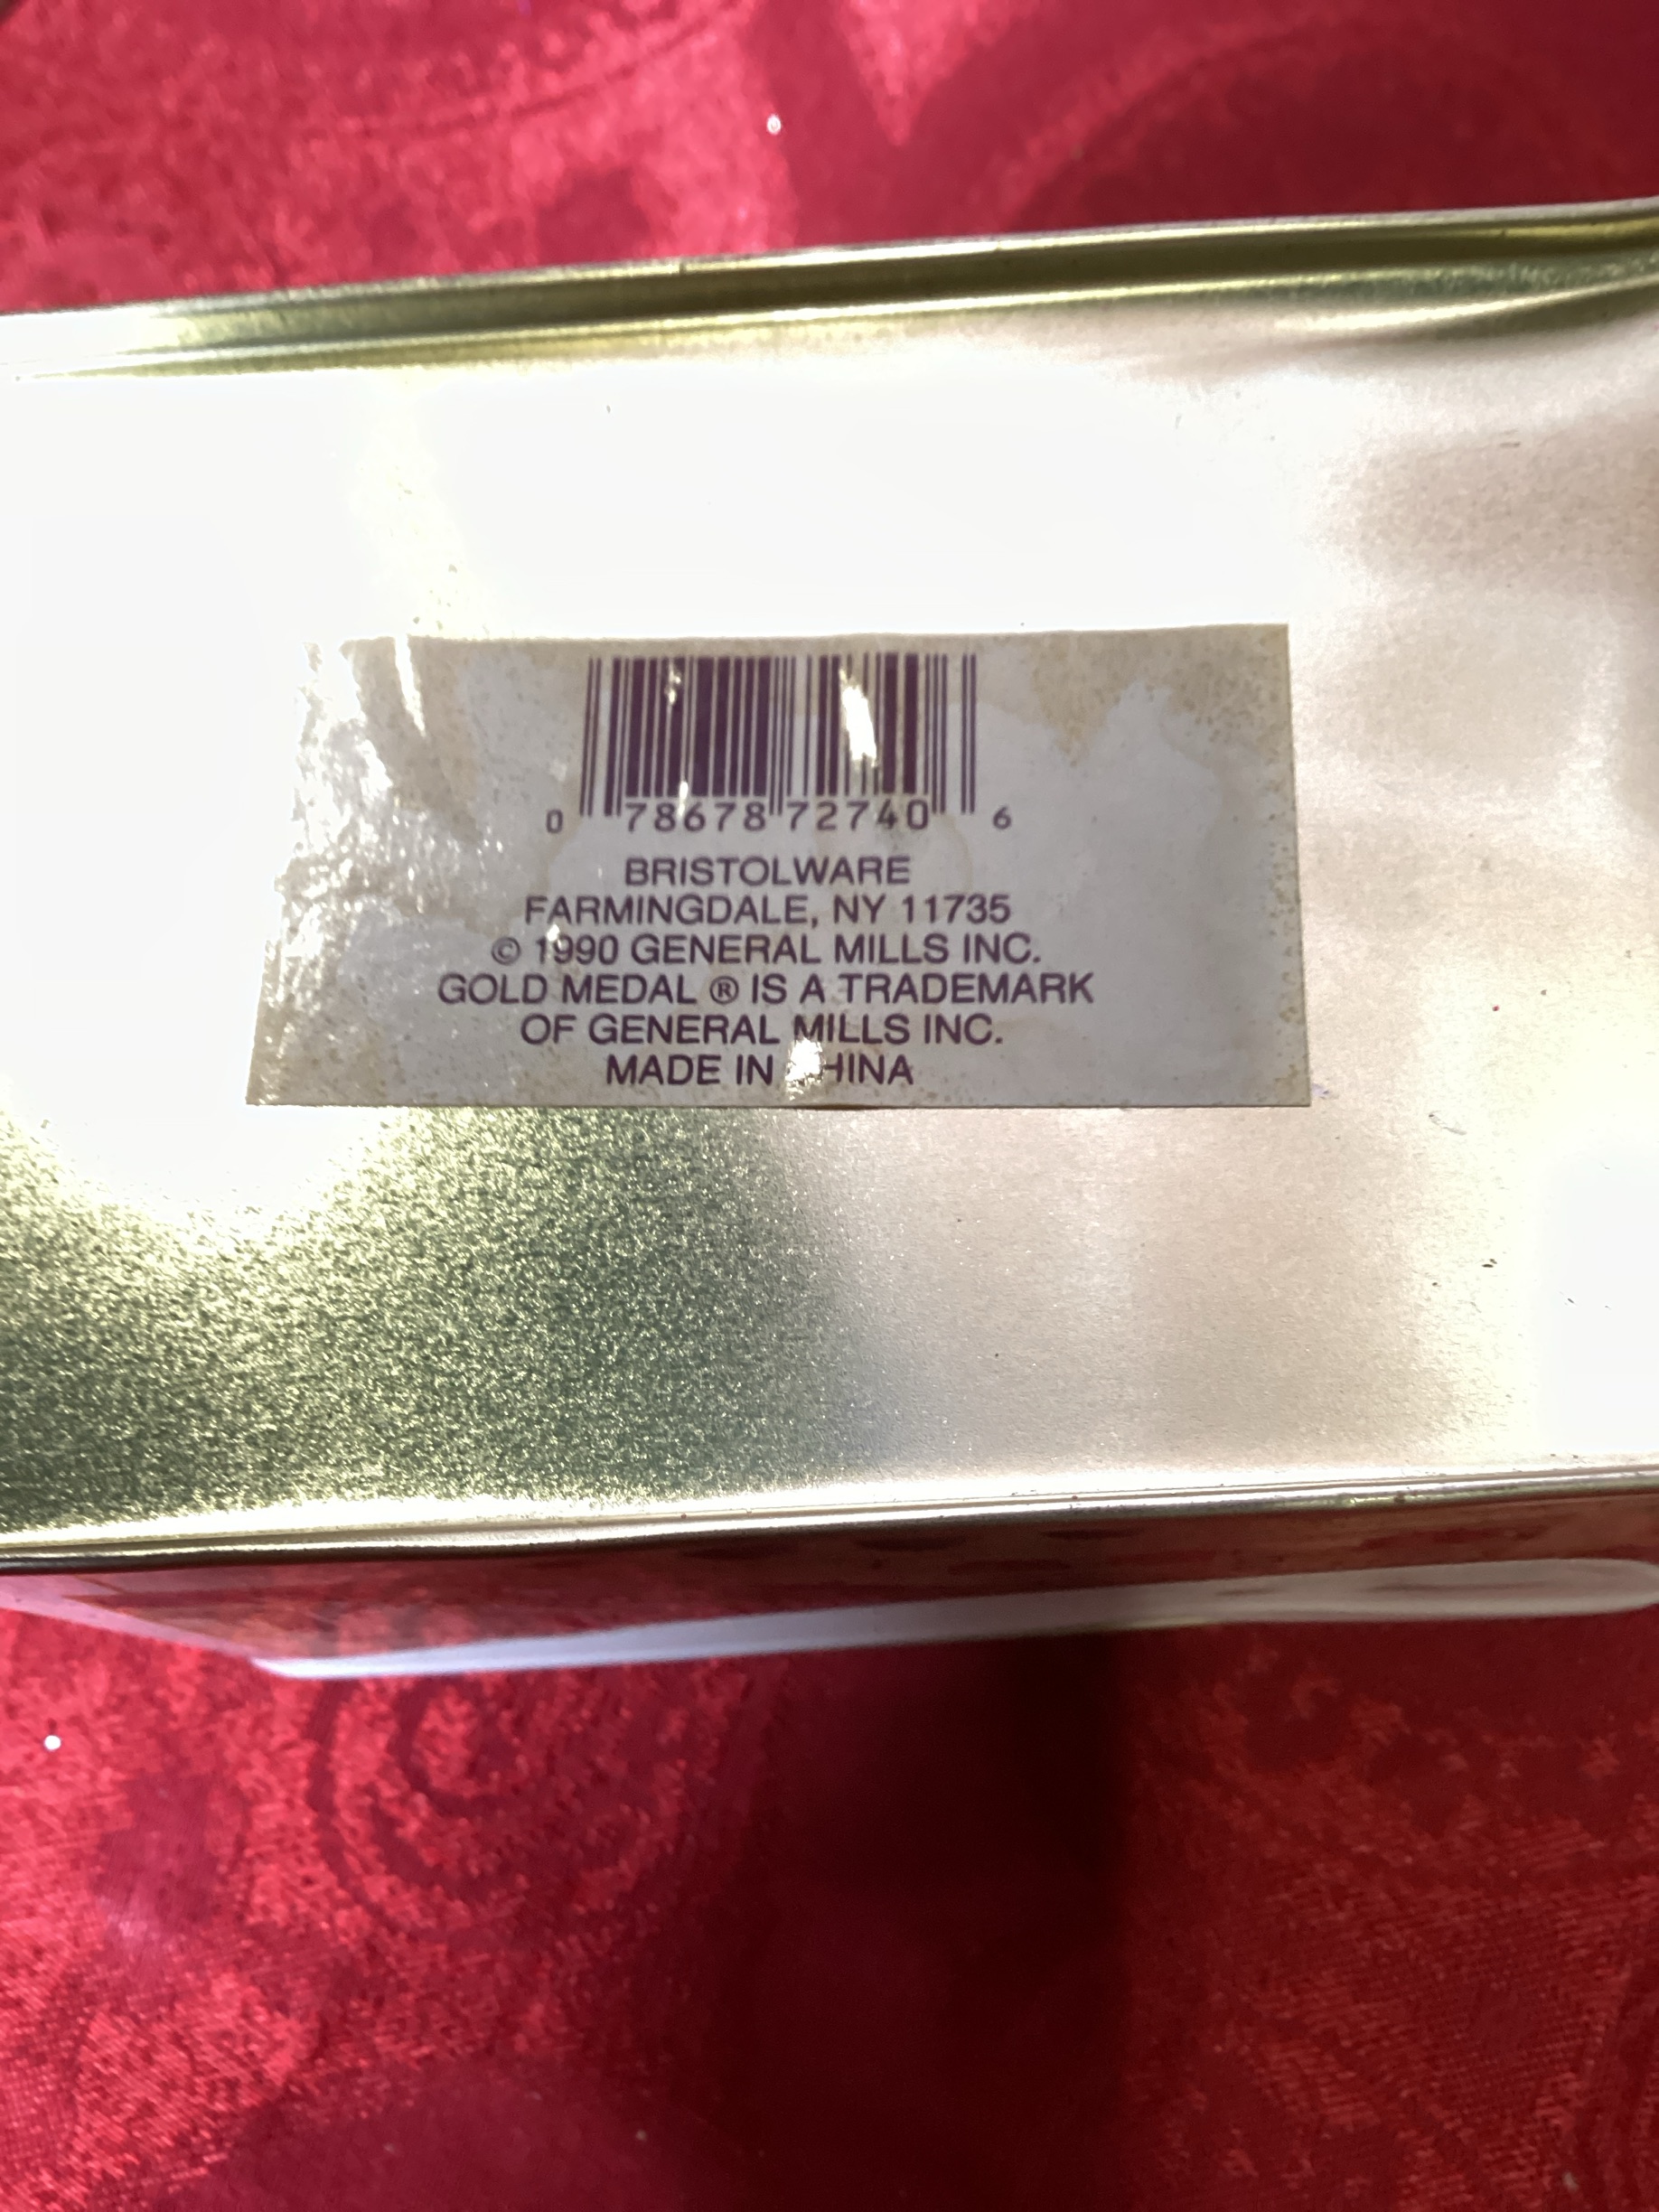 0 78678 72740 6
BRISTOLWARE
FARMINGDALE, NY 11735
© 1990 GENERAL MILLS INC.
GOLD MEDAL ® IS A TRADEMARK
OF GENERAL MILLS INC.
MADE IN CHINA